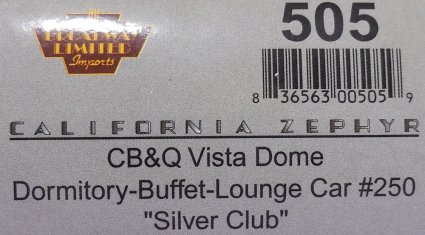 BROADWAY
LIMITED
Imports
505
8 36563 00505 9
CALIFORNIA ZEPHYR
CB&Q Vista Dome
Dormitory-Buffet-Lounge Car #250
"Silver Club"